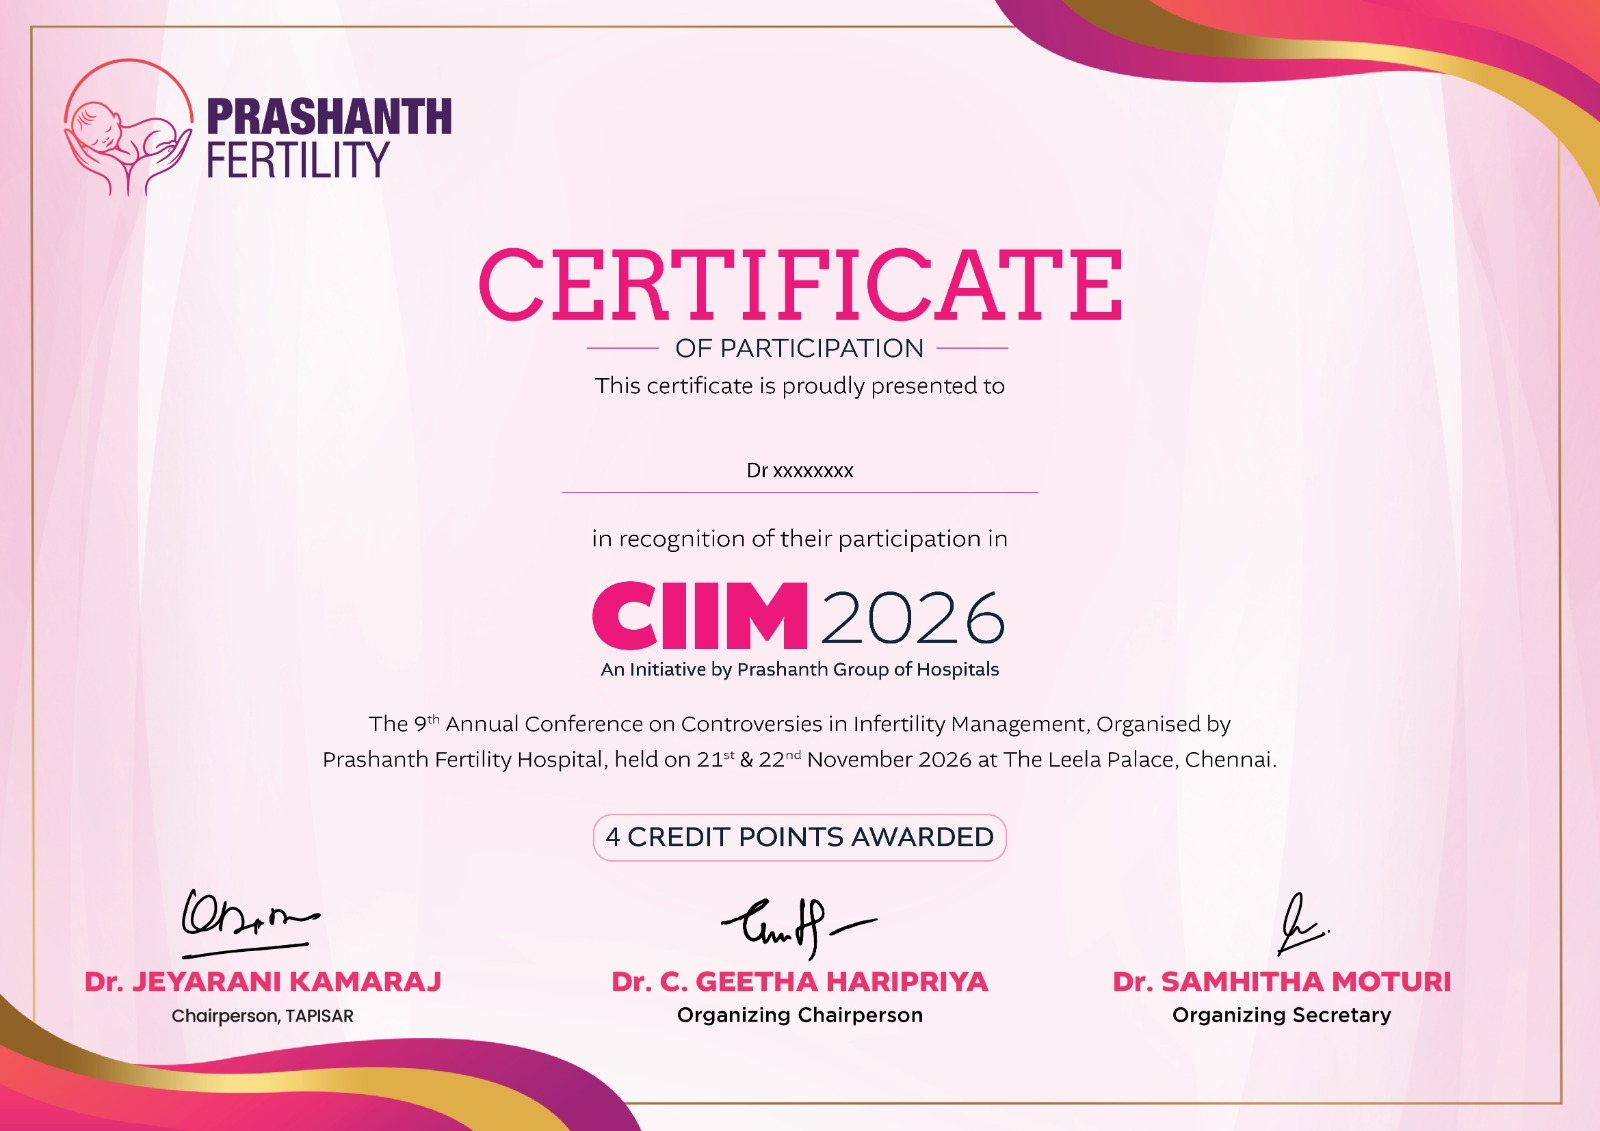 PRASHANTH
FERTILITY
CERTIFICATE
OF PARTICIPATION
This certificate is proudly presented to
Dr xxxxxxxx
in recognition of their participation in
CIIM 2026
An Initiative by Prashanth Group of Hospitals
The 9th Annual Conference on Controversies in Infertility Management, Organised by
Prashanth Fertility Hospital, held on 21st & 22nd November 2026 at The Leela Palace, Chennai.
4 CREDIT POINTS AWARDED
Dr. JEYARANI KAMARAJ
Chairperson, TAPISAR
Dr. C. GEETHA HARIPRIYA
Organizing Chairperson
Dr. SAMHITHA MOTURI
Organizing Secretary